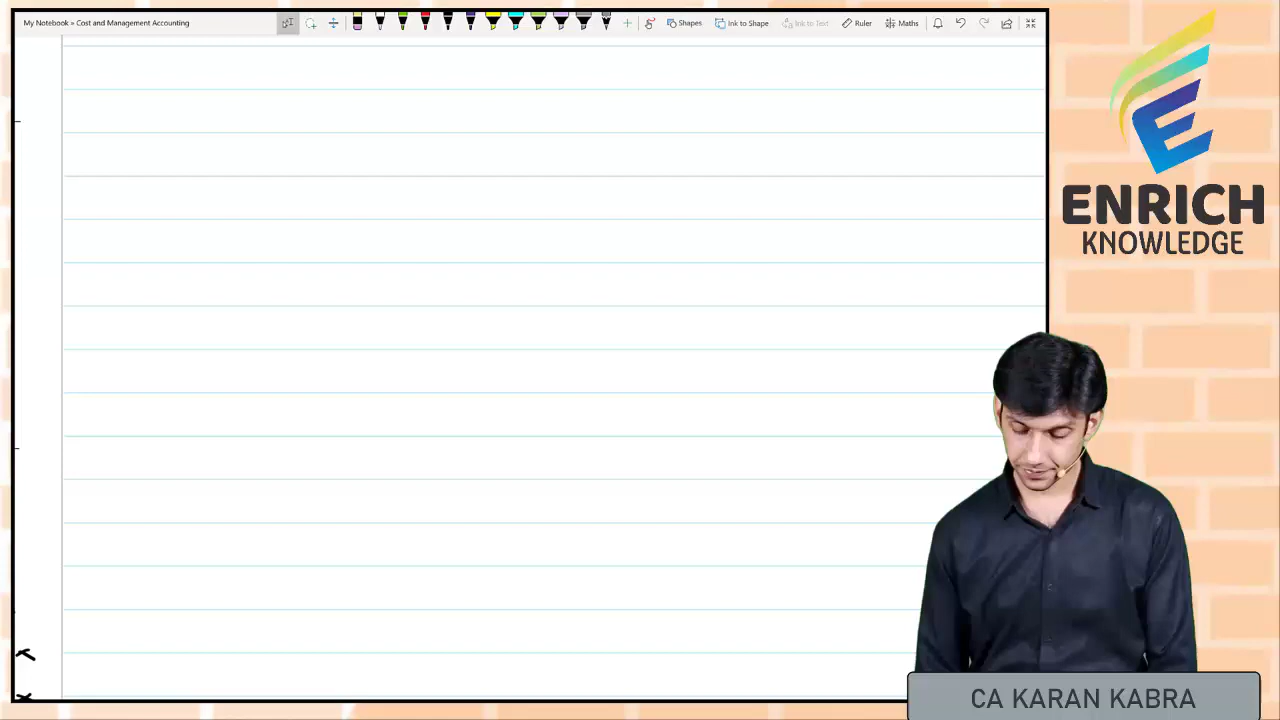 My Notebook » Cost and Management Accounting
Shapes
Ink to Shape
Ink to Text
Ruler
Maths
ENRICH
KNOWLEDGE
CA KARAN KABRA